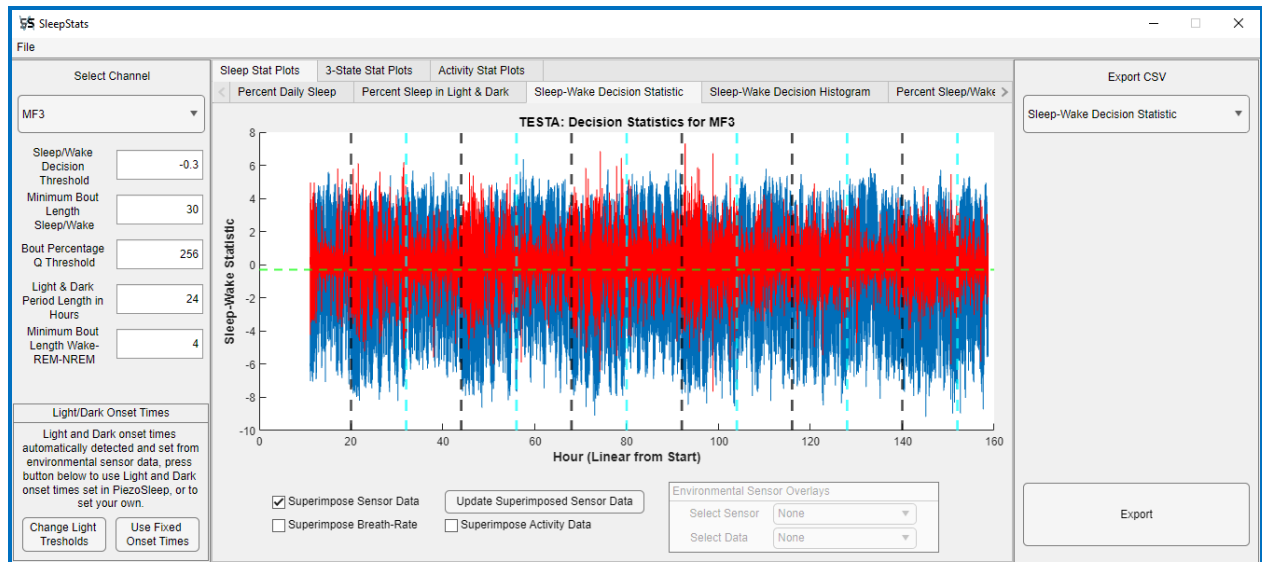 SleepStats
File
Select Channel
MF3
Sleep/Wake
Decision
Threshold
-0.3
Minimum Bout
Length
Sleep/Wake
30
Bout Percentage
Q Threshold
256
Light & Dark
Period Length in
Hours
24
Minimum Bout
Length Wake-
REM-NREM
4
Light/Dark Onset Times
Light and Dark onset times
automatically detected and set from
environmental sensor data, press
button below to use Light and Dark
onset times set in PiezoSleep, or to
set your own.
Change Light
Tresholds
Use Fixed
Onset Times
Sleep Stat Plots
3-State Stat Plots
Activity Stat Plots
Percent Daily Sleep
Percent Sleep in Light & Dark
Sleep-Wake Decision Statistic
Sleep-Wake Decision Histogram
Percent Sleep/Wake
TESTA: Decision Statistics for MF3
Sleep-Wake Statistic
8
6
4
2
0
-2
-4
-6
-8
-10
0 20 40 60 80 100 120 140 160
Hour (Linear from Start)
Superimpose Sensor Data
Update Superimposed Sensor Data
Superimpose Breath-Rate
Superimpose Activity Data
Environmental Sensor Overlays
Select Sensor None
Select Data None
Export CSV
Sleep-Wake Decision Statistic
Export